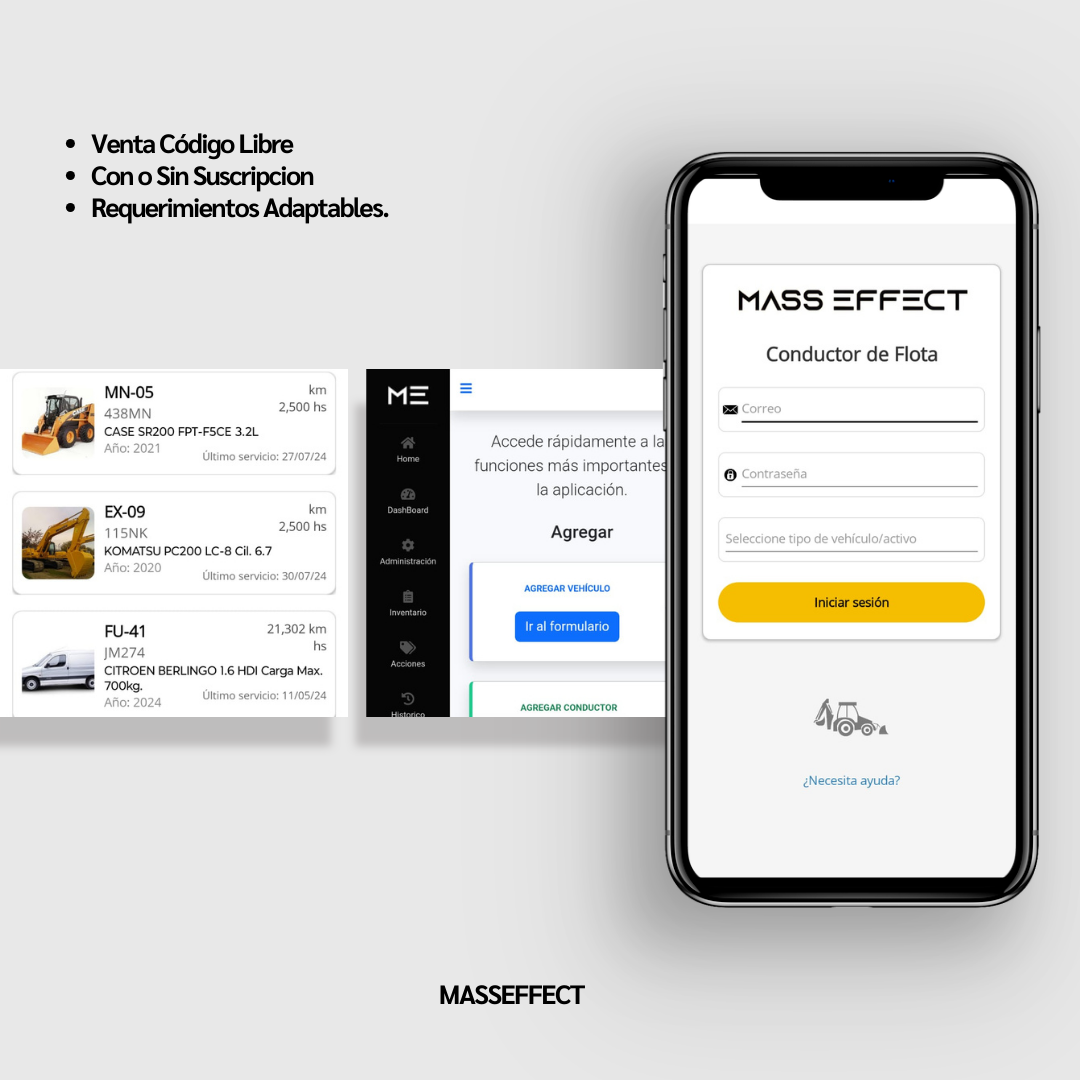 Venta Código Libre
Con o Sin Suscripcion
Requerimientos Adaptables.
MN-05
km
438MN
2,500 hs
CASE SR200 FPT-F5CE 3.2L
Año: 2021
Último servicio: 27/07/24
EX-09
km
115NK
2,500 hs
KOMATSU PC200 LC-8 Cil. 6.7
Año: 2020
Último servicio: 30/07/24
FU-41
21,302 km
JM274
hs
CITROEN BERLINGO 1.6 HDI Carga Max.
700kg.
Año: 2024
Último servicio: 11/05/24
ME
Home
DashBoard
Administración
Inventario
Acciones
Historico
Accede rápidamente a la
funciones más importantes
la aplicación.
Agregar
AGREGAR VEHÍCULO
Ir al formulario
AGREGAR CONDUCTOR
MASS EFFECT
Conductor de Flota
Correo
Contraseña
Seleccione tipo de vehículo/activo
Iniciar sesión
¿Necesita ayuda?
MASSEFFECT